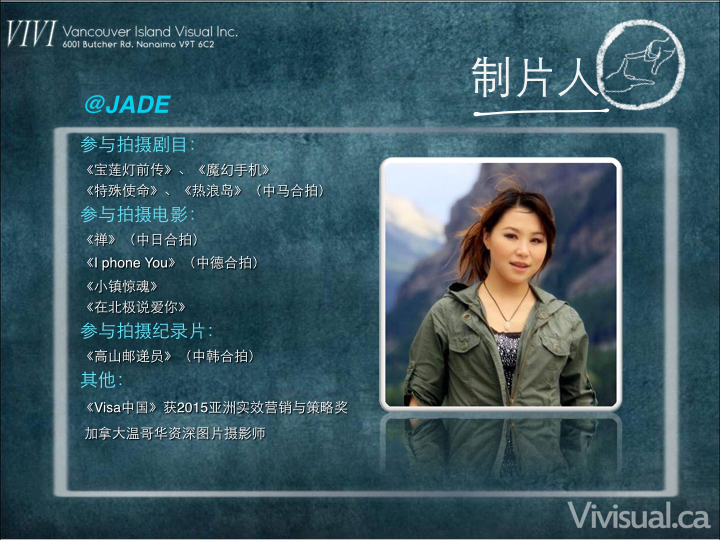 VIVI Vancouver Island Visual Inc.
6001 Butcher Rd. Nanaimo V9T 6C2
制片人
@JADE
参与拍摄剧目：
《宝莲灯前传》、《魔幻手机》
《特殊使命》、《热浪岛》（中马合拍）
参与拍摄电影：
《禅》（中日合拍）
《I phone You》（中德合拍）
《小镇惊魂》
《在北极说爱你》
参与拍摄纪录片：
《高山邮递员》（中韩合拍）
其他：
《Visa中国》获2015亚洲实效营销与策略奖
加拿大温哥华资深图片摄影师
Vivisual.ca